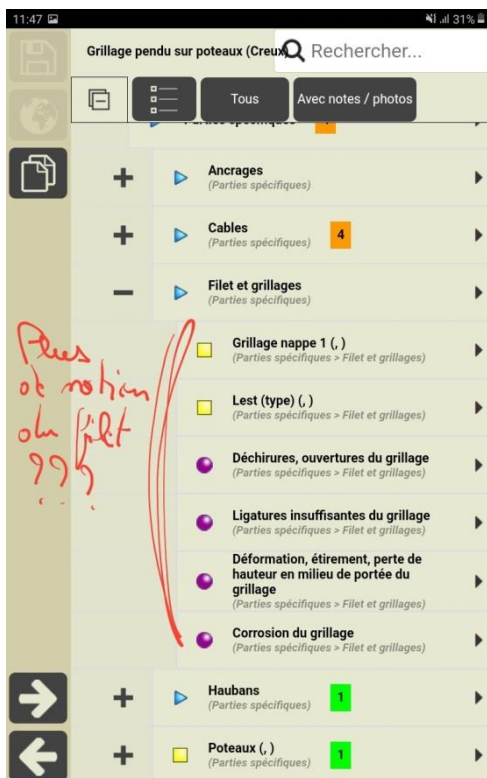 11:47 31%
Grillage pendu sur poteaux (Creux) Rechercher...
Tous Avec notes / photos
Parties spécifiques
Ancrages
(Parties spécifiques)
Cables
(Parties spécifiques) 4
Filet et grillages
(Parties spécifiques)
Grillage nappe 1 (, )
(Parties spécifiques > Filet et grillages)
Lest (type) (, )
(Parties spécifiques > Filet et grillages)
Déchirures, ouvertures du grillage
(Parties spécifiques > Filet et grillages)
Ligatures insuffisantes du grillage
(Parties spécifiques > Filet et grillages)
Déformation, étirement, perte de
hauteur en milieu de portée du
grillage
(Parties spécifiques > Filet et grillages)
Corrosion du grillage
(Parties spécifiques > Filet et grillages)
Haubans
(Parties spécifiques) 1
Poteaux (, )
(Parties spécifiques) 1
Plus
de notion
du filet
???